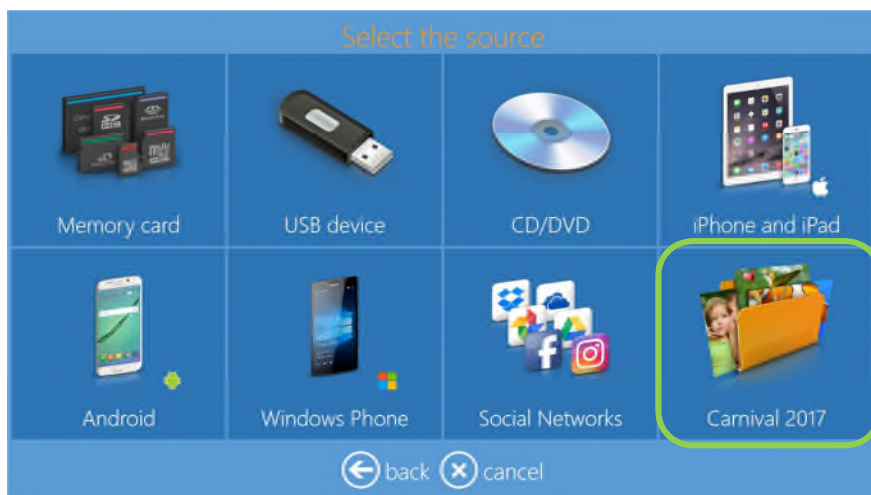 Select the source
Memory card
USB device
CD/DVD
iPhone and iPad
Android
Windows Phone
Social Networks
Carnival 2017
back
cancel